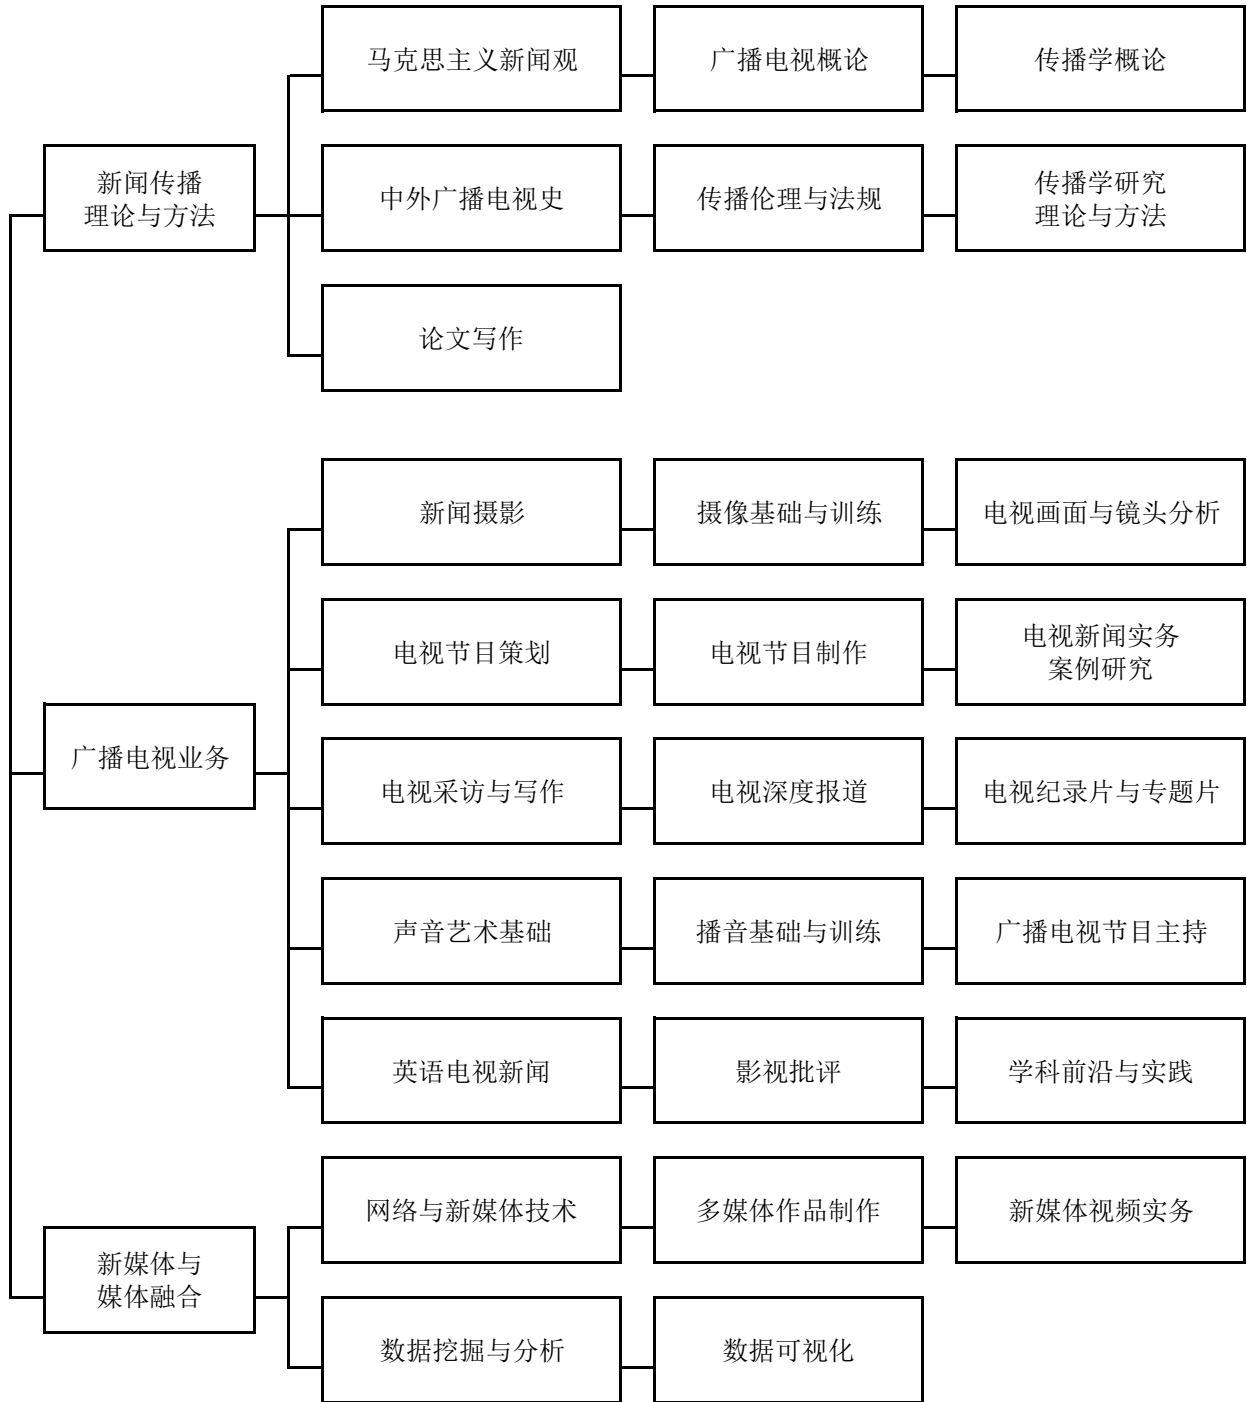 马克思主义新闻观
广播电视概论
传播学概论
新闻传播
理论与方法
中外广播电视史
传播伦理与法规
传播学研究
理论与方法
论文写作
新闻摄影
摄像基础与训练
电视画面与镜头分析
电视节目策划
电视节目制作
电视新闻实务
案例研究
广播电视业务
电视采访与写作
电视深度报道
电视纪录片与专题片
声音艺术基础
播音基础与训练
广播电视节目主持
英语电视新闻
影视批评
学科前沿与实践
网络与新媒体技术
多媒体作品制作
新媒体视频实务
新媒体与
媒体融合
数据挖掘与分析
数据可视化